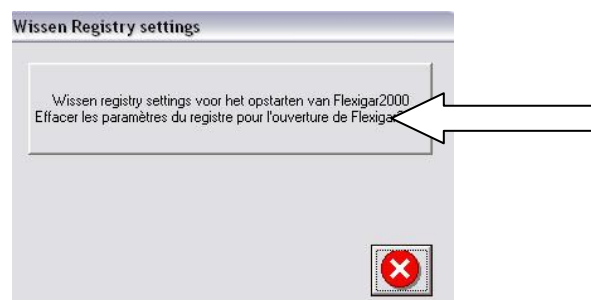 Wissen Registry settings
Wissen registry settings voor het opstarten van Flexigar2000
Effacer les paramètres du registre pour l'ouverture de